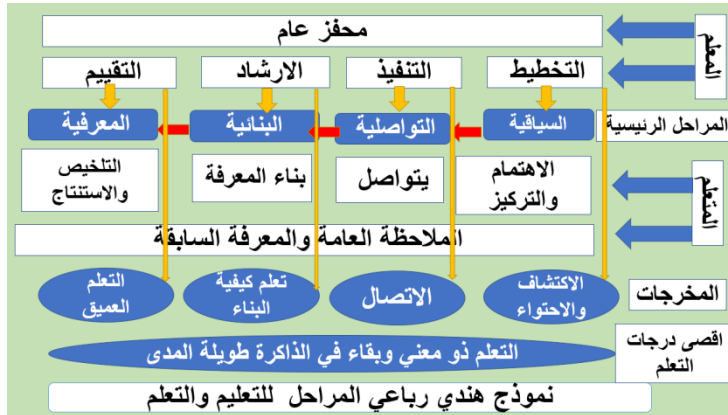 محفز عام
المعلم
التخطيط
التنفيذ
الارشاد
التقييم
المراحل الرئيسية
السياقية
التواصلية
البنائية
المعرفية
المتعلم
الاهتمام
والتركيز
يتواصل
بناء المعرفة
التلخيص
والاستنتاج
الملاحظة العامة والمعرفة السابقة
المخرجات
الاكتشاف
والاحتواء
الاتصال
تعلم كيفية
البناء
التعلم
العميق
اقصى درجات
التعلم
التعلم ذو معني وبقاء في الذاكرة طويلة المدى
نموذج هندي رباعي المراحل للتعليم والتعلم